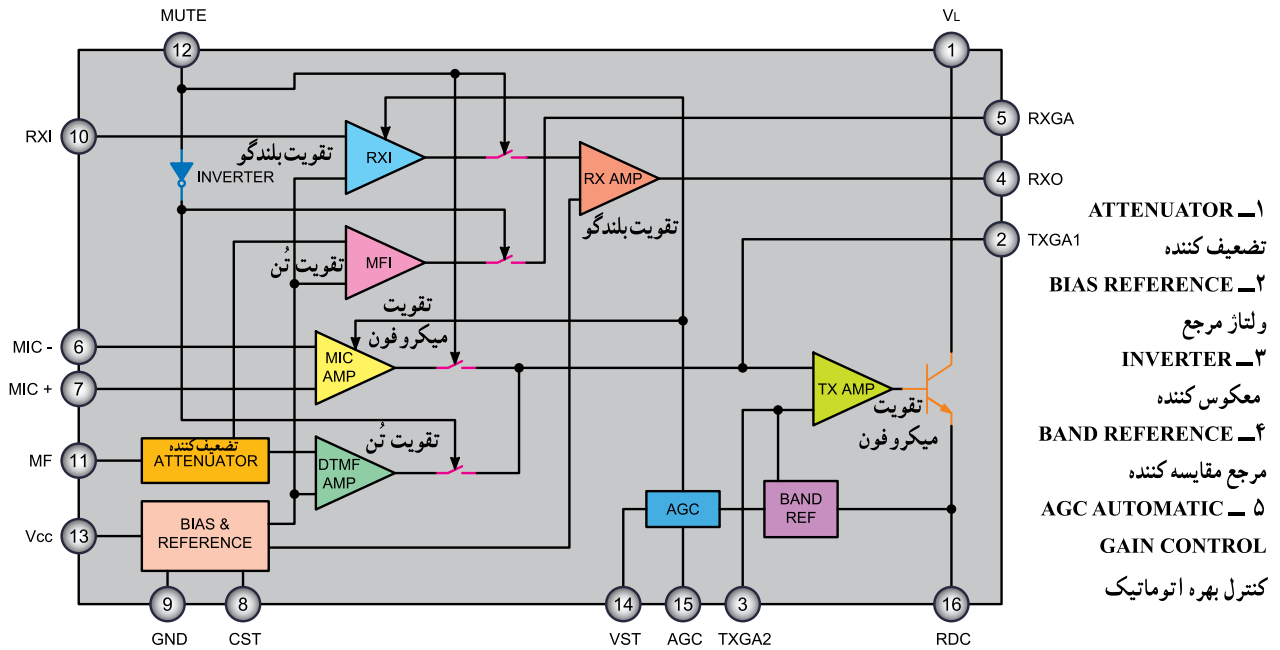 MUTE
VL
12
1
10
RXI
5
RXGA
تقویت بلندگو
RXI
INVERTER
RX AMP
تقویت بلندگو
4
RXO
2
TXGA1
MFI
تقویت تُن
تقویت
میکروفون
MIC -
6
MIC +
7
MIC
AMP
TX AMP
تقویت
میکروفون
MF
11
تضعیف‌کننده
ATTENUATOR
DTMF
AMP
تقویت تُن
Vcc
13
BIAS &
REFERENCE
AGC
BAND
REF
9
8
14
15
3
16
GND
CST
VST
AGC
TXGA2
RDC
۱ـ ATTENUATOR
تضعیف کننده
۲ـ BIAS REFERENCE
ولتاژ مرجع
۳ـ INVERTER
معکوس کننده
۴ـ BAND REFERENCE
مرجع مقایسه کننده
۵ ـ AGC AUTOMATIC
GAIN CONTROL
کنترل بهره اتوماتیک